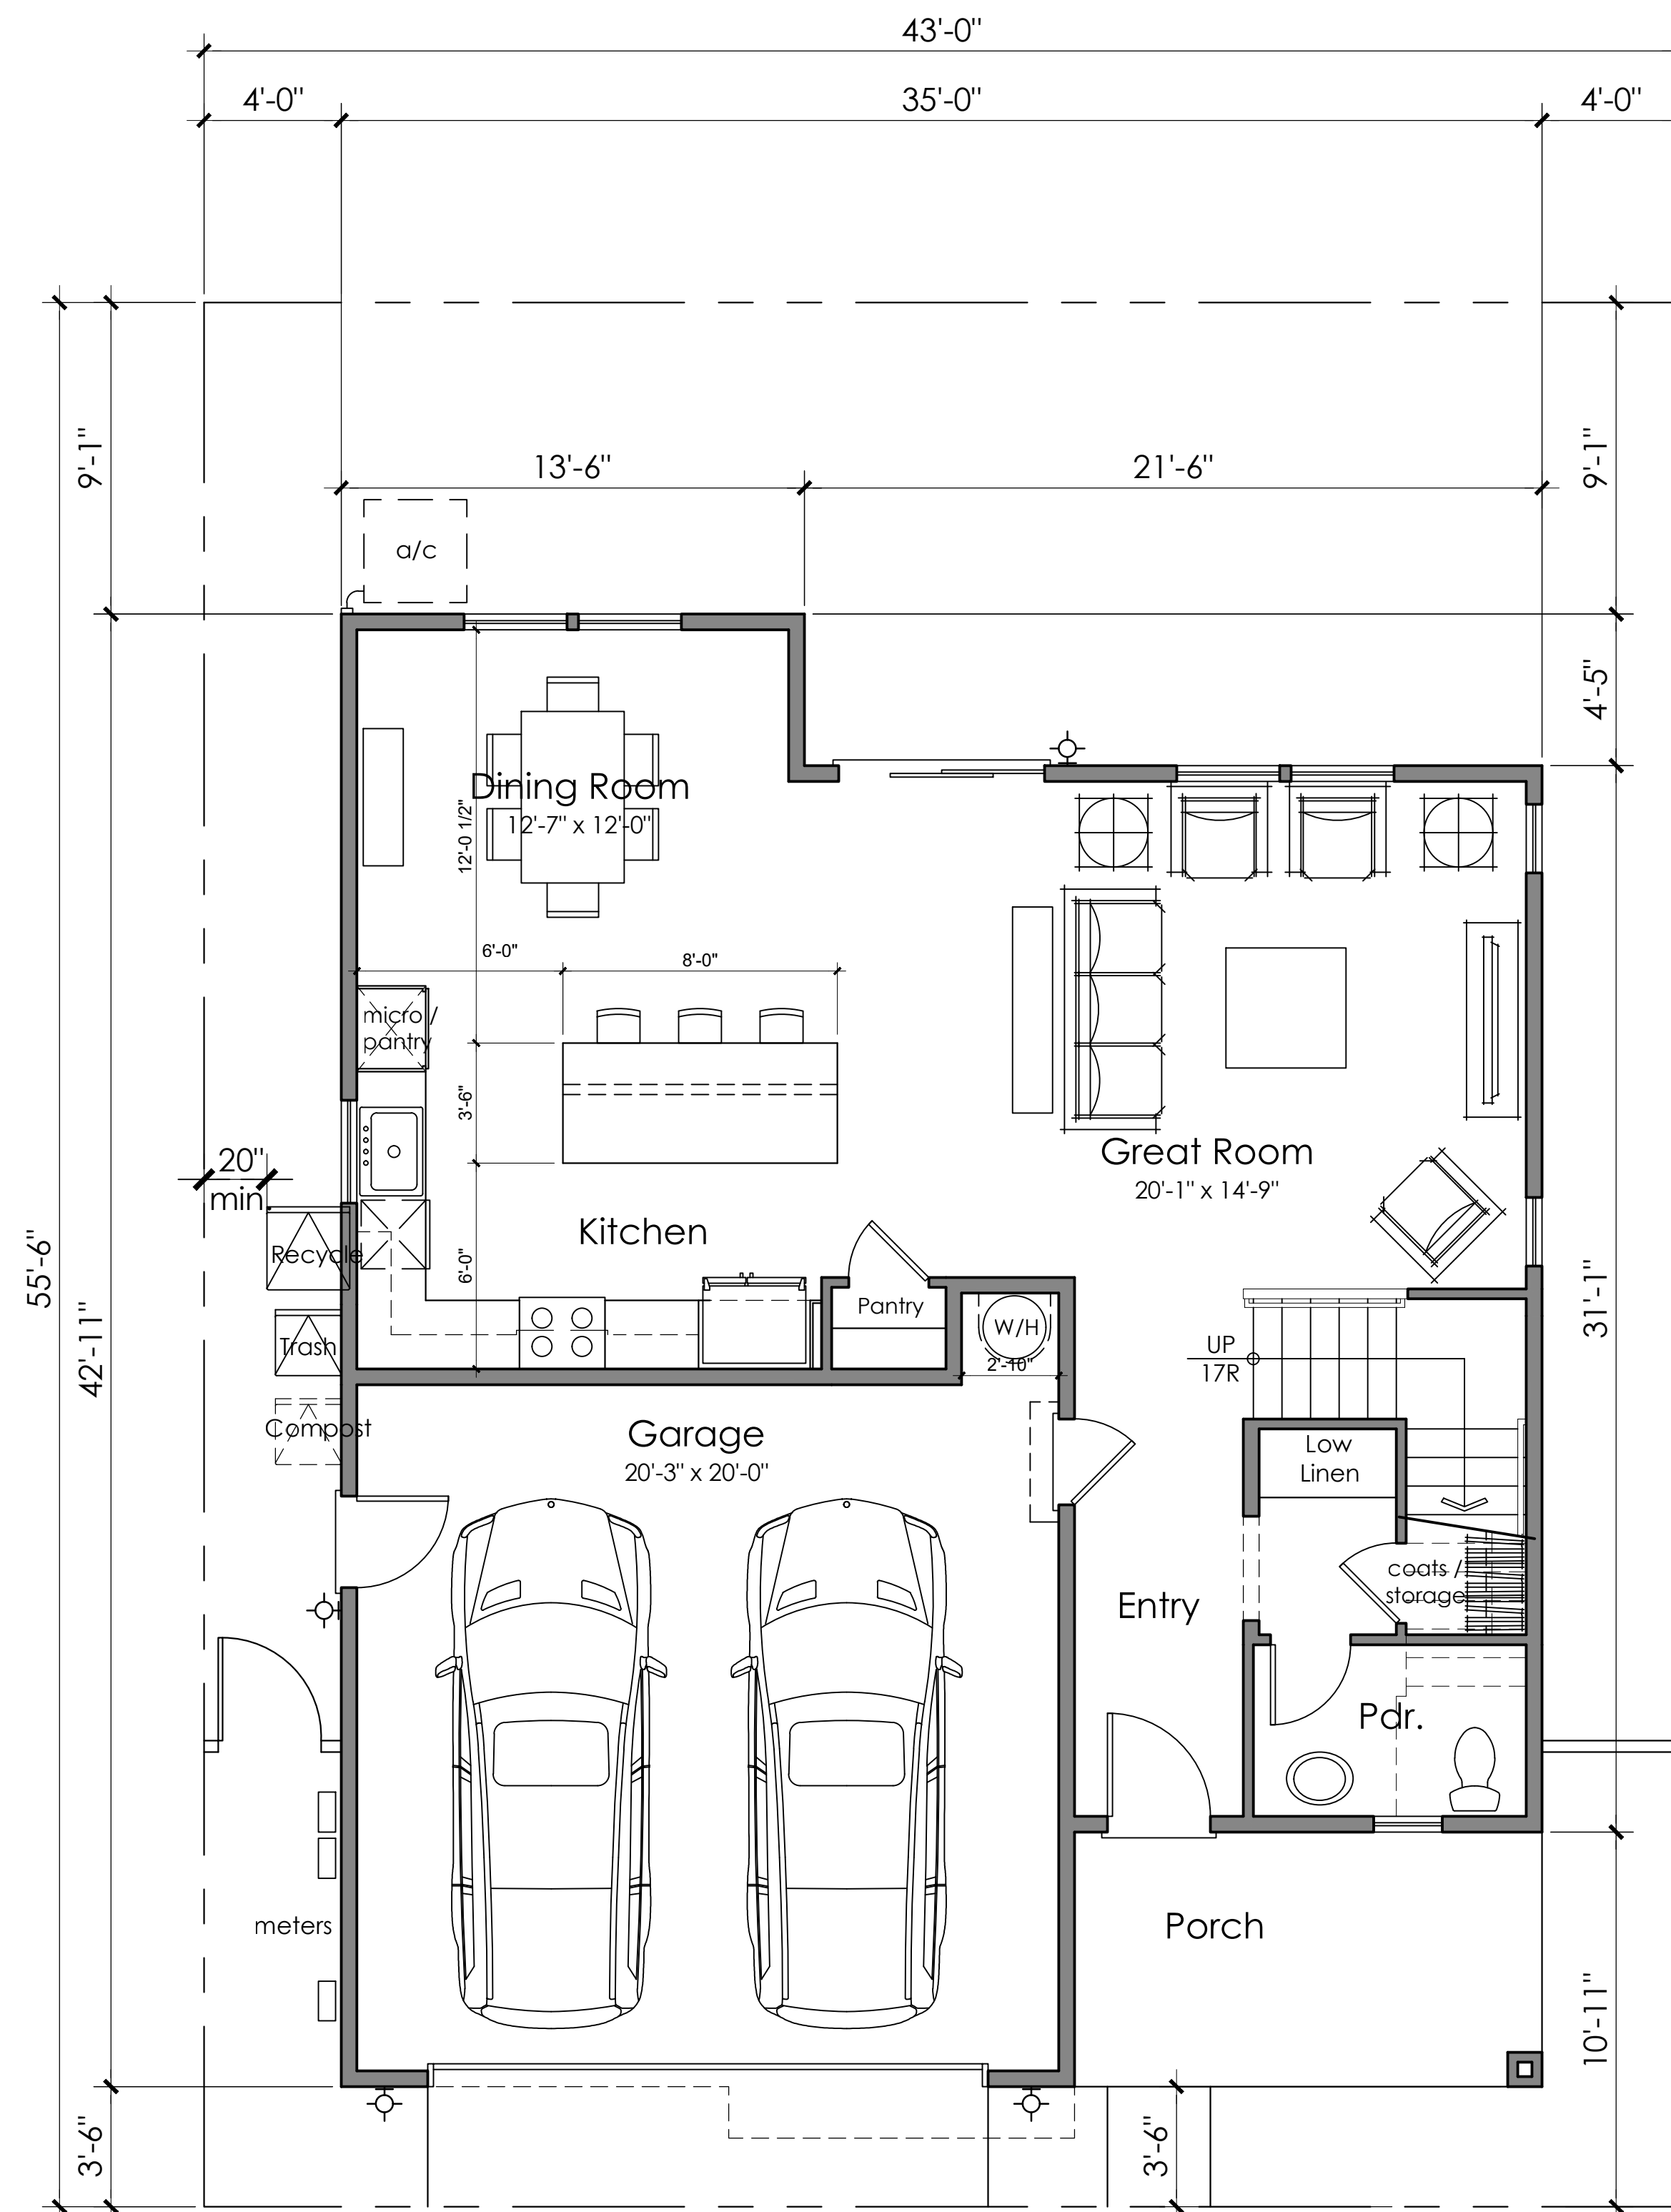 43'-0"
4'-0"
35'-0"
4'-0"
9'-1"
9'-1"
13'-6"
21'-6"
a/c
4'-5"
Dining Room
12'-7" x 12'-0"
12'-0 1/2"
6'-0"
8'-0"
micro /
pantry
3'-6"
Great Room
20'-1" x 14'-9"
20"
min.
Kitchen
Recycle
6'-0"
55'-6"
42'-11"
31'-1"
Pantry
W/H
2'-10"
Trash
UP
17R
Compost
Garage
20'-3" x 20'-0"
Low
Linen
coats /
storage
Entry
Pdr.
meters
Porch
10'-11"
3'-6"
3'-6"